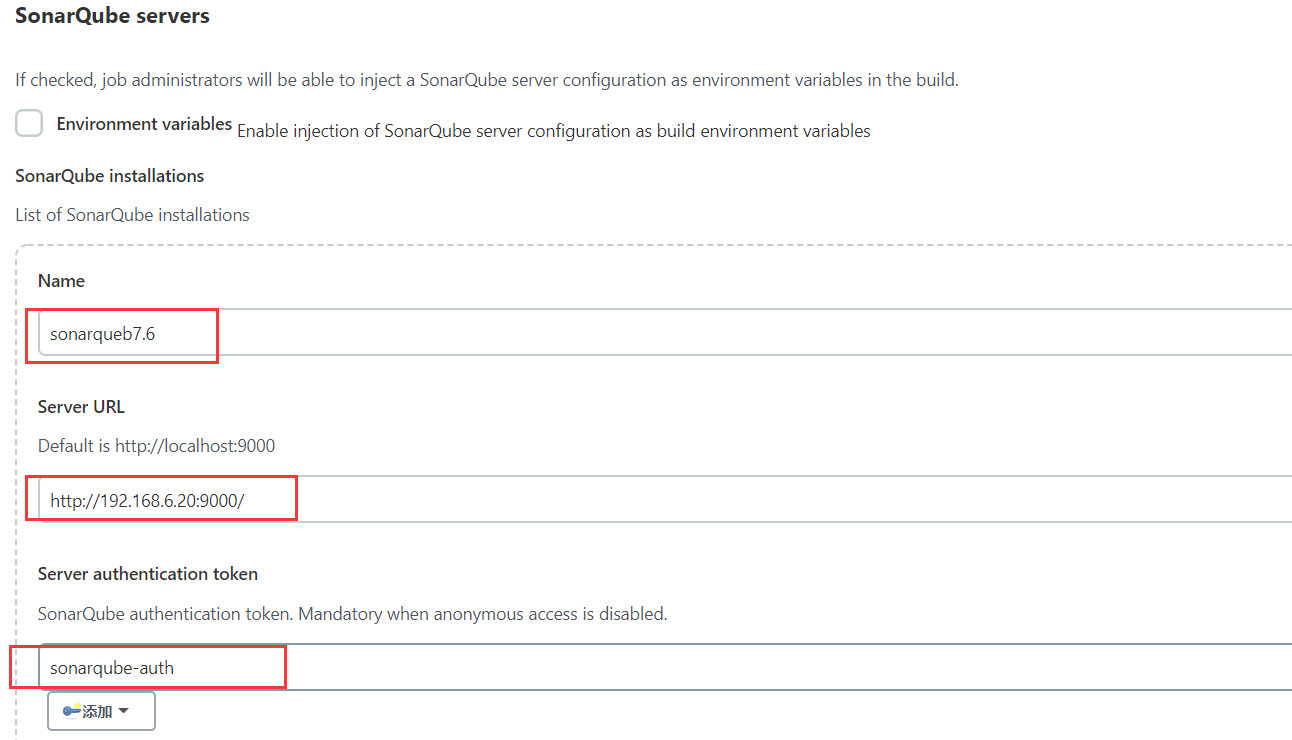 SonarQube servers
If checked, job administrators will be able to inject a SonarQube server configuration as environment variables in the build.
Environment variables Enable injection of SonarQube server configuration as build environment variables
SonarQube installations
List of SonarQube installations
Name
sonarqueb7.6
Server URL
Default is http://localhost:9000
http://192.168.6.20:9000/
Server authentication token
SonarQube authentication token. Mandatory when anonymous access is disabled.
sonarqube-auth
添加